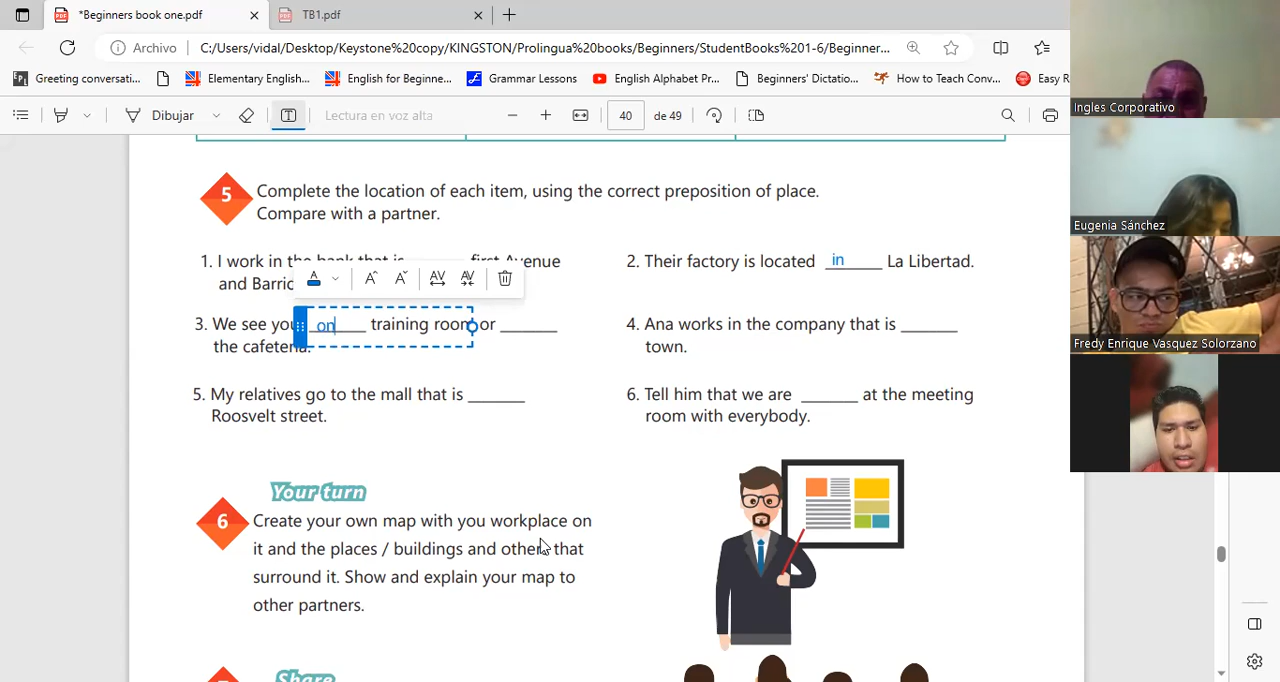 *Beginners book one.pdf
TB1.pdf
Archivo
C:/Users/vidal/Desktop/Keystone%20copy/KINGSTON/Prolingua%20books/Beginners/StudentBooks%201-6/Beginner...
Greeting conversati...
Elementary English...
English for Beginne...
Grammar Lessons
English Alphabet Pr...
Beginners' Dictatio...
How to Teach Conv...
Easy R
Dibujar
Lectura en voz alta
40
de 49
5
Complete the location of each item, using the correct preposition of place.
Compare with a partner.
1. I work in the bank that is ______ first Avenue
and Barrio
2. Their factory is located in La Libertad.
3. We see you on training room or _______
the cafeteria.
4. Ana works in the company that is _______
town.
5. My relatives go to the mall that is _______
Roosvelt street.
6. Tell him that we are _______ at the meeting
room with everybody.
Your turn
6
Create your own map with you workplace on
it and the places / buildings and others that
surround it. Show and explain your map to
other partners.
Share
Ingles Corporativo
Eugenia Sánchez
Fredy Enrique Vasquez Solorzano